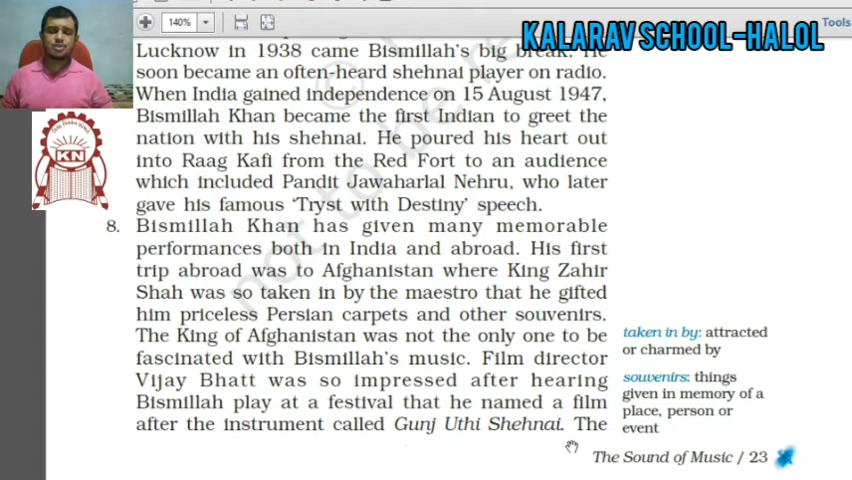 140%
Tools
KALARAV SCHOOL-HALOL
Lucknow in 1938 came Bismillah's big break. He
soon became an often-heard shehnai player on radio.
When India gained independence on 15 August 1947,
Bismillah Khan became the first Indian to greet the
nation with his shehnai. He poured his heart out
into Raag Kafi from the Red Fort to an audience
which included Pandit Jawaharlal Nehru, who later
gave his famous 'Tryst with Destiny' speech.
8. Bismillah Khan has given many memorable
performances both in India and abroad. His first
trip abroad was to Afghanistan where King Zahir
Shah was so taken in by the maestro that he gifted
him priceless Persian carpets and other souvenirs.
The King of Afghanistan was not the only one to be
fascinated with Bismillah's music. Film director
Vijay Bhatt was so impressed after hearing
Bismillah play at a festival that he named a film
after the instrument called Gunj Uthi Shehnai. The
taken in by: attracted
or charmed by
souvenirs: things
given in memory of a
place, person or
event
The Sound of Music / 23
KN
not to be re